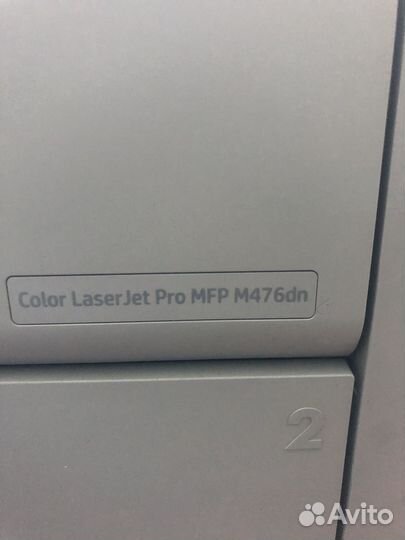 Color LaserJet Pro MFP M476dn
2
Avito